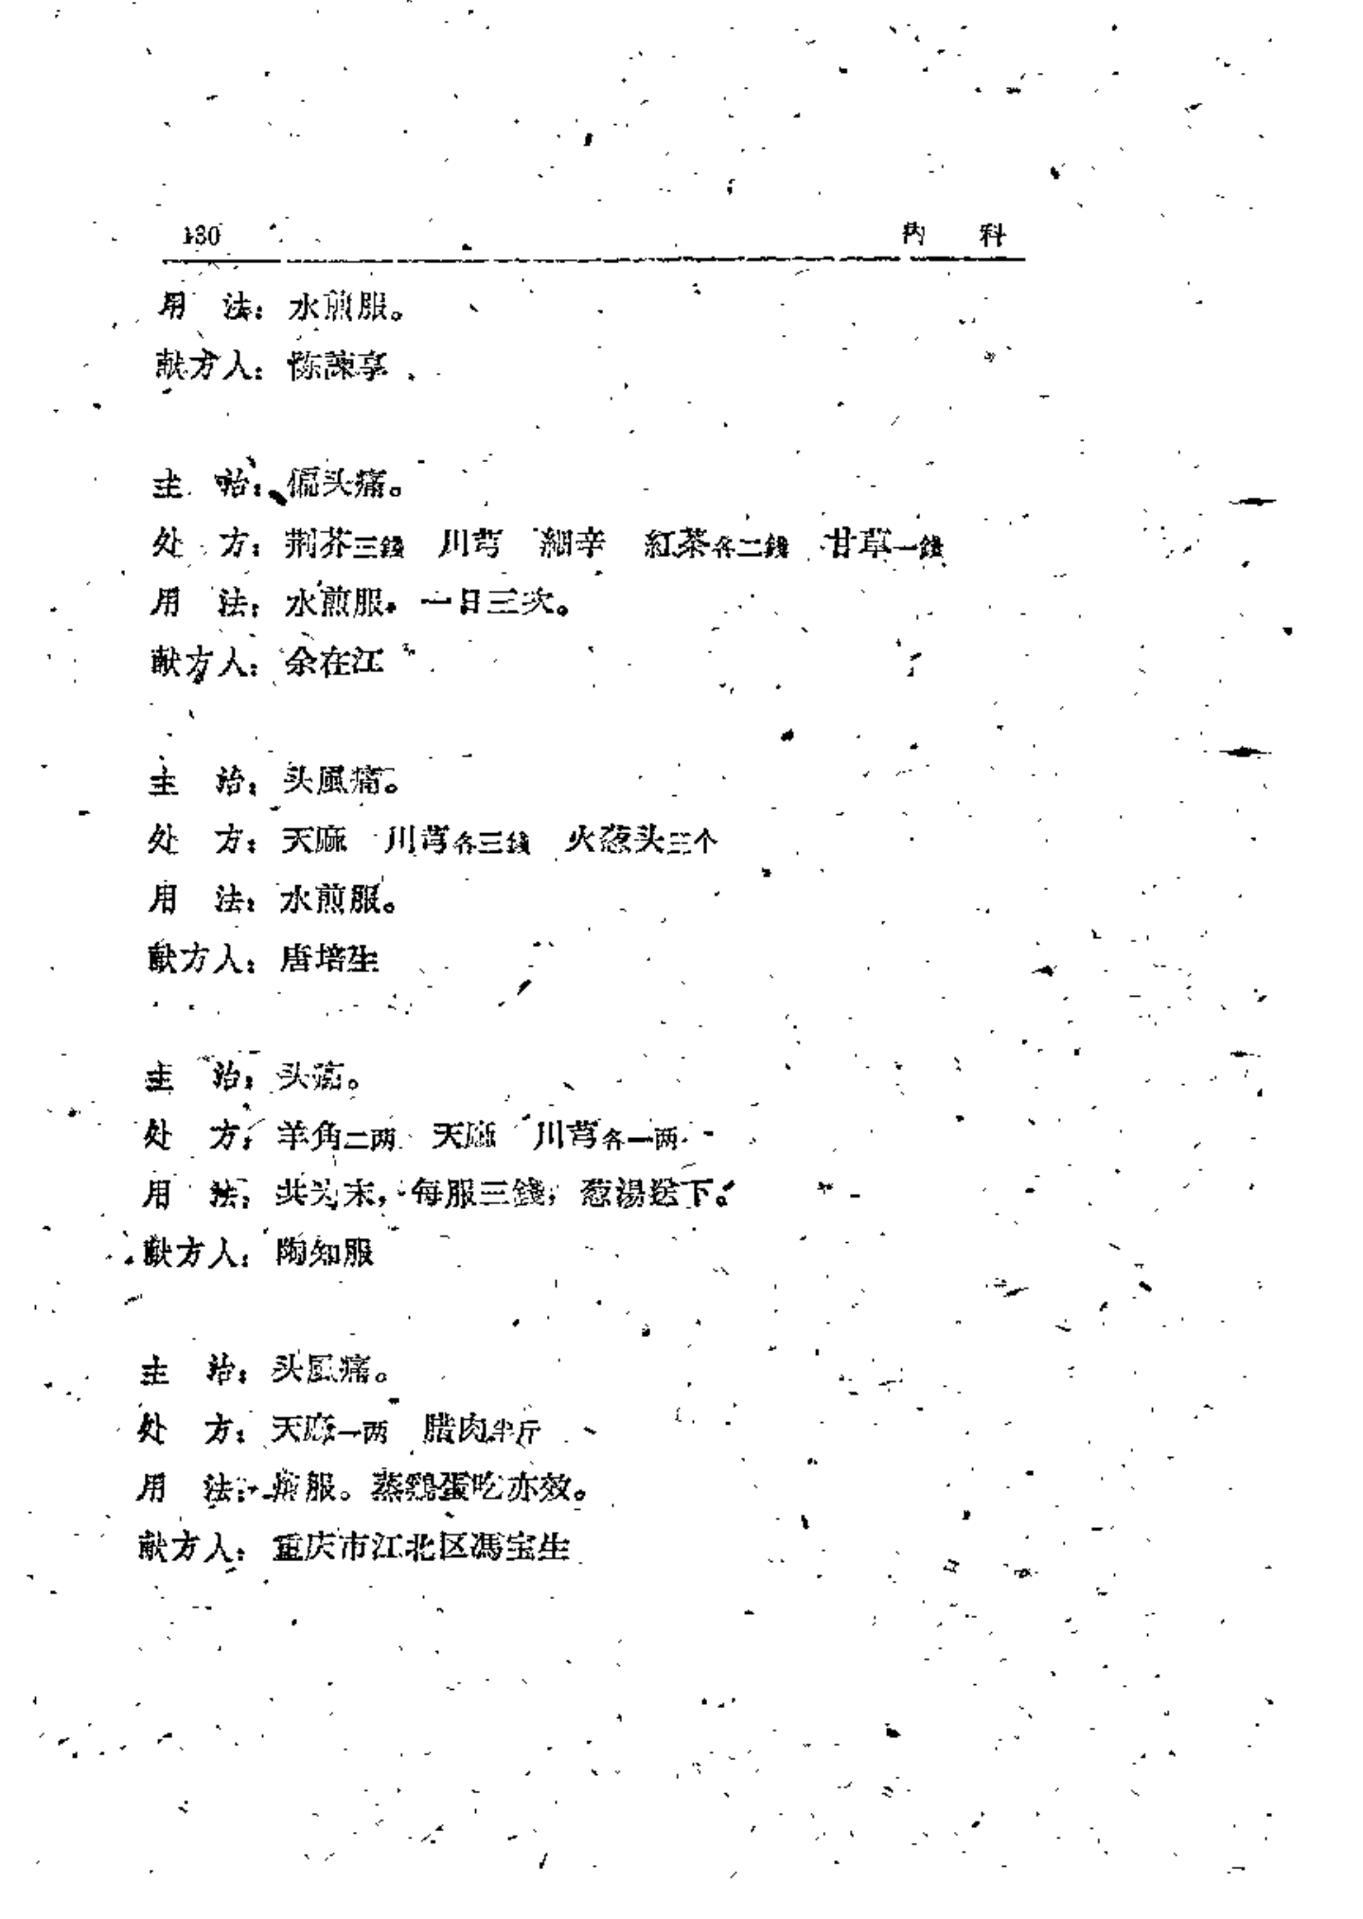 130 内 科
用 法：水煎服。
献方人：陈諫享
主 治：偏头痛。
处 方：荆芥三錢 川芎 細辛 紅茶各二錢 甘草一錢
用 法：水煎服，一日三次。
献方人：余在江
主 治：头風痛。
处 方：天麻 川芎各三錢 火葱头三个
用 法：水煎服。
献方人：唐培生
主 治：头痛。
处 方：羊角二两 天麻 川芎各一两
用 法：共为末，每服三錢，葱湯送下。
献方人：陶知服
主 治：头風痛。
处 方：天麻一两 腊肉半斤
用 法：蒸服。蒸鷄蛋吃亦效。
献方人：重庆市江北区馮宝生